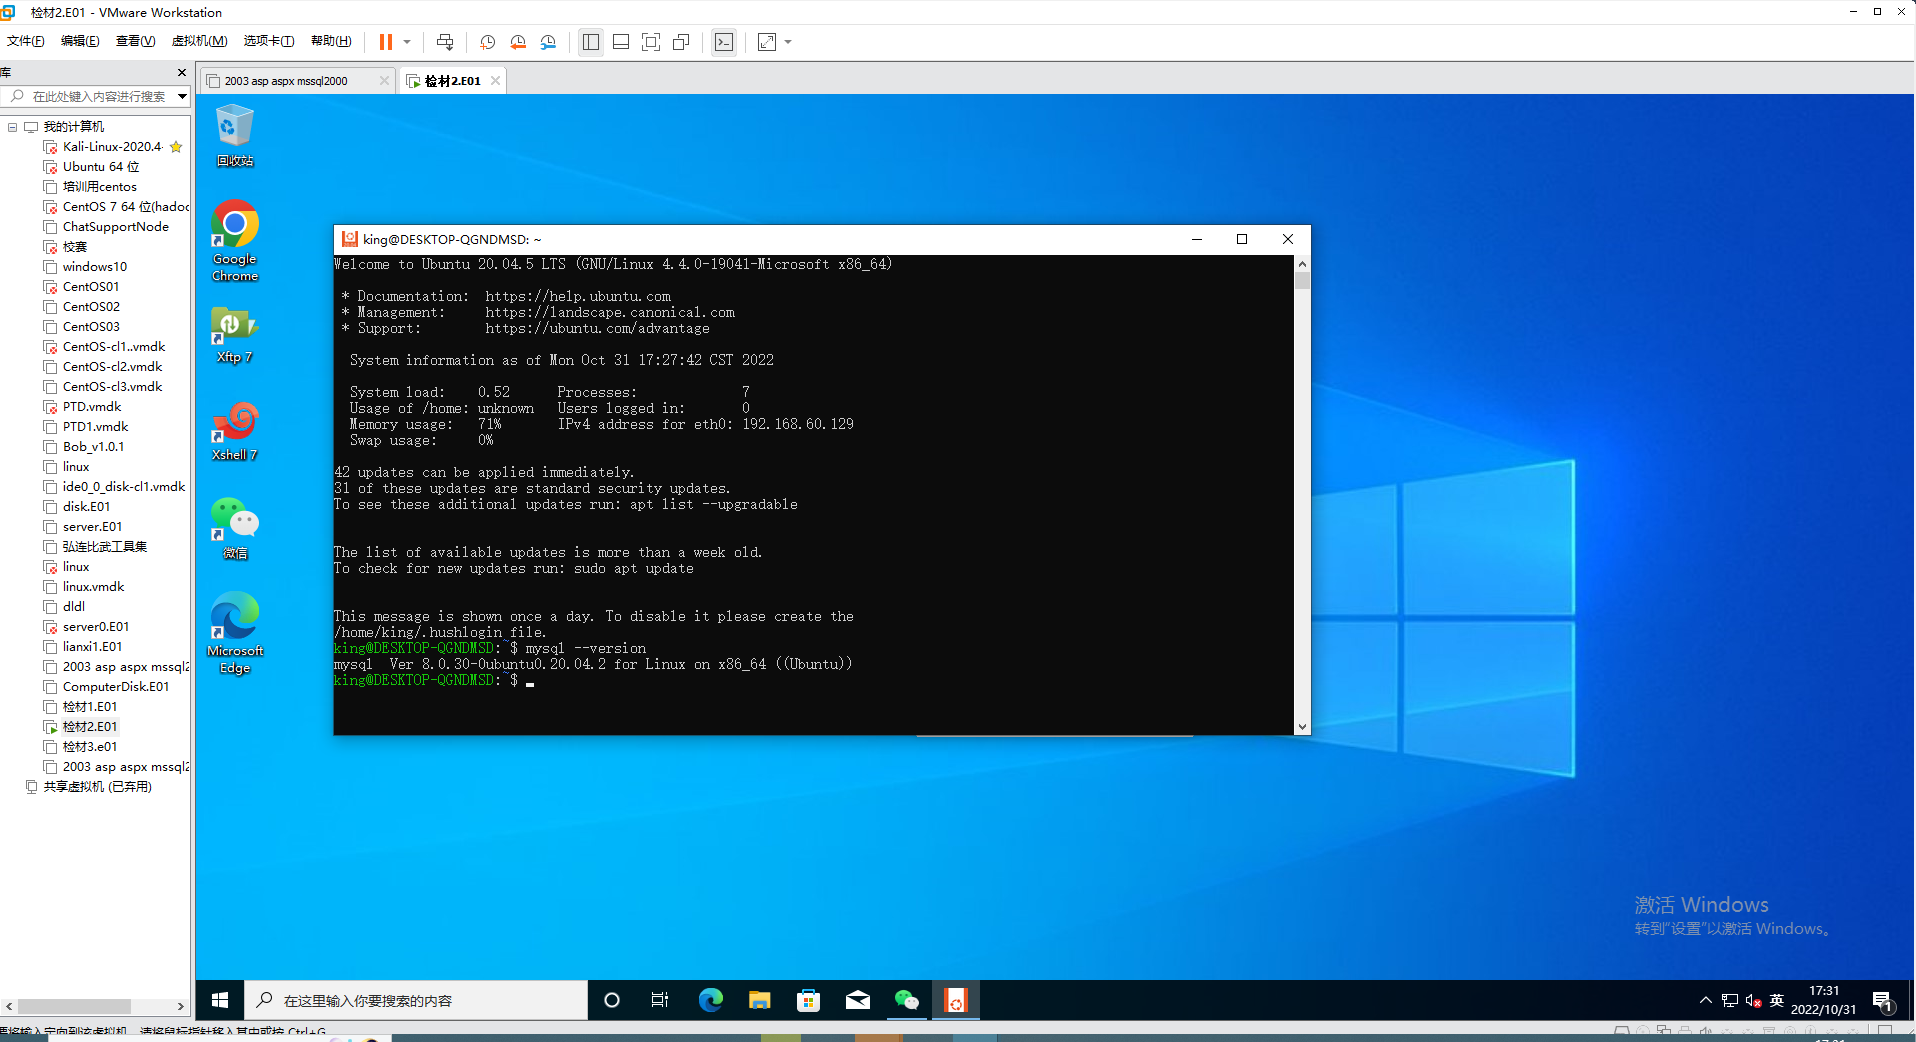 检材2.E01 - VMware Workstation
文件(F) 编辑(E) 查看(V) 虚拟机(M) 选项卡(T) 帮助(H)
库
在此处键入内容进行搜索
2003 asp aspx mssql2000
检材2.E01
我的计算机
Kali-Linux-2020.4-
Ubuntu 64 位
培训用centos
CentOS 7 64 位(hadoo
ChatSupportNode
校赛
windows10
CentOS01
CentOS02
CentOS03
CentOS-cl1..vmdk
CentOS-cl2.vmdk
CentOS-cl3.vmdk
PTD.vmdk
PTD1.vmdk
Bob_v1.0.1
linux
ide0_0_disk-cl1.vmdk
disk.E01
server.E01
弘连比武工具集
linux
linux.vmdk
dldl
server0.E01
lianxi1.E01
2003 asp aspx mssql2
ComputerDisk.E01
检材1.E01
检材2.E01
检材3.e01
2003 asp aspx mssql2
共享虚拟机 (已弃用)
回收站
Google
Chrome
Xftp 7
Xshell 7
微信
Microsoft
Edge
king@DESKTOP-QGNDMSD: ~
Welcome to Ubuntu 20.04.5 LTS (GNU/Linux 4.4.0-19041-Microsoft x86_64)
* Documentation: https://help.ubuntu.com
* Management: https://landscape.canonical.com
* Support: https://ubuntu.com/advantage
System information as of Mon Oct 31 17:27:42 CST 2022
System load: 0.52 Processes: 7
Usage of /home: unknown Users logged in: 0
Memory usage: 71% IPv4 address for eth0: 192.168.60.129
Swap usage: 0%
42 updates can be applied immediately.
31 of these updates are standard security updates.
To see these additional updates run: apt list --upgradable
The list of available updates is more than a week old.
To check for new updates run: sudo apt update
This message is shown once a day. To disable it please create the
/home/king/.hushlogin file.
king@DESKTOP-QGNDMSD:~$ mysql --version
mysql Ver 8.0.30-0ubuntu0.20.04.2 for Linux on x86_64 ((Ubuntu))
king@DESKTOP-QGNDMSD:~$
激活 Windows
转到"设置"以激活 Windows。
在这里输入你要搜索的内容
英
17:31
2022/10/31
1
要将输入定向到该虚拟机，请将鼠标指针移入其中或按 Ctrl+G。